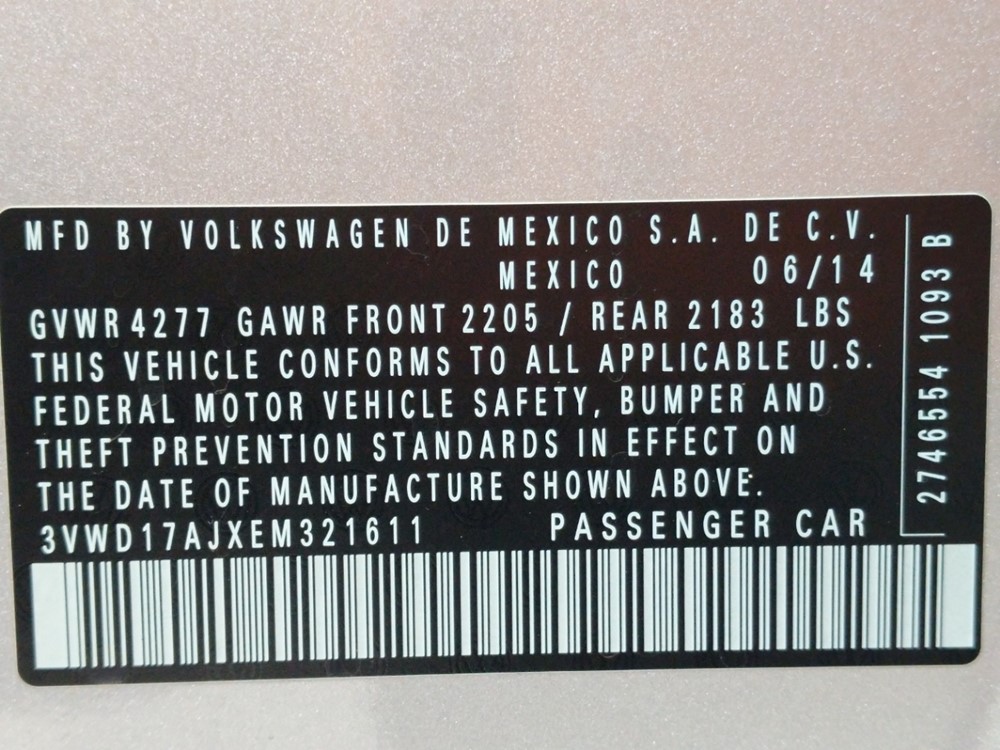 MFD BY VOLKSWAGEN DE MEXICO S.A. DE C.V.
MEXICO 06/14
GVWR 4277 GAWR FRONT 2205 / REAR 2183 LBS
THIS VEHICLE CONFORMS TO ALL APPLICABLE U.S.
FEDERAL MOTOR VEHICLE SAFETY, BUMPER AND
THEFT PREVENTION STANDARDS IN EFFECT ON
THE DATE OF MANUFACTURE SHOWN ABOVE.
3VWD17AJXEM321611 PASSENGER CAR
2746554 1093 B